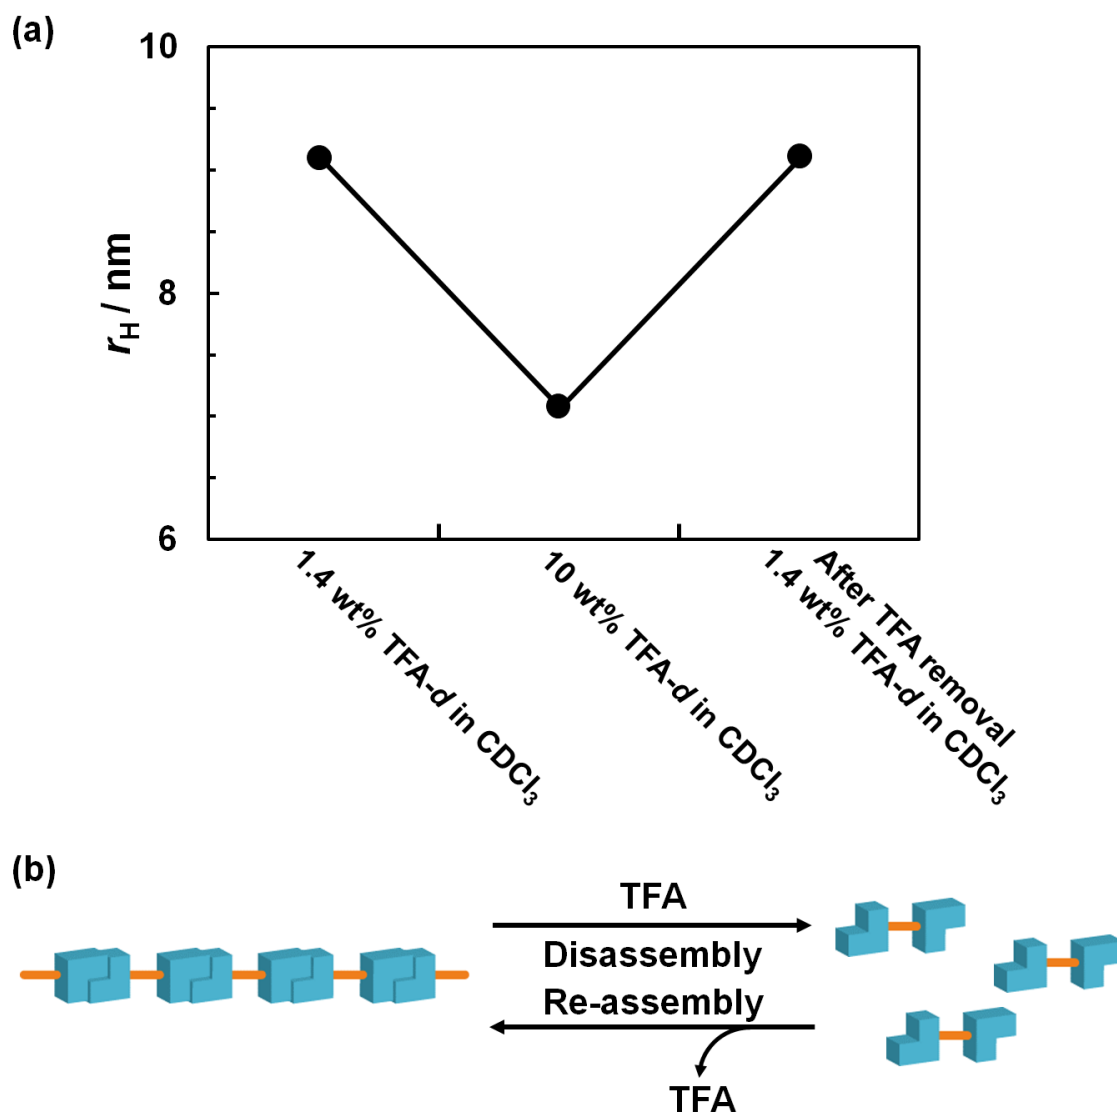 (a)
10
8
6
rH / nm
1.4 wt% TFA-d in CDCl3
10 wt% TFA-d in CDCl3
After TFA removal
1.4 wt% TFA-d in CDCl3
(b)
TFA
Disassembly
Re-assembly
TFA